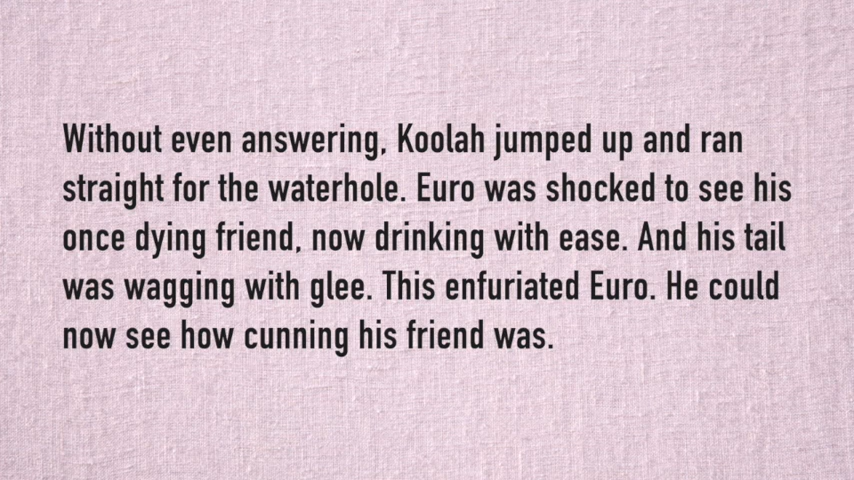 Without even answering, Koolah jumped up and ran
straight for the waterhole. Euro was shocked to see his
once dying friend, now drinking with ease. And his tail
was wagging with glee. This enfuriated Euro. He could
now see how cunning his friend was.